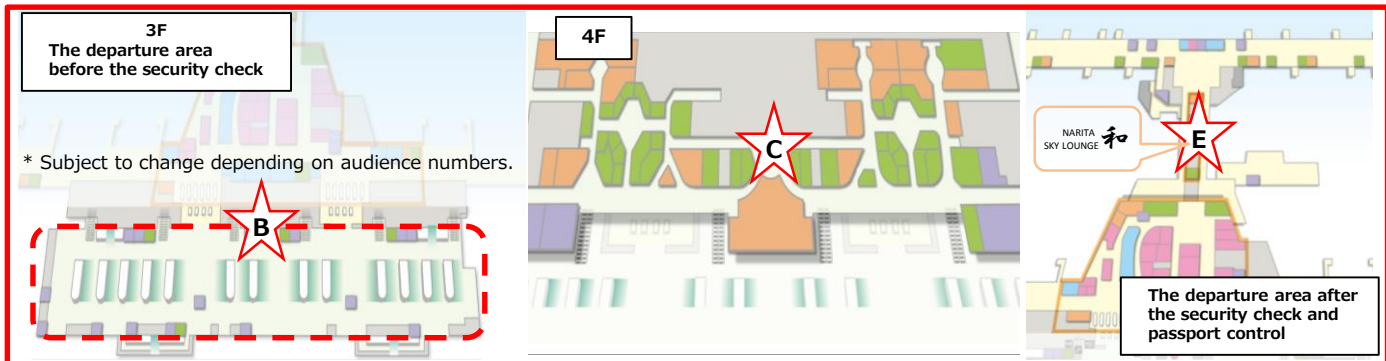 3F
The departure area
before the security check
* Subject to change depending on audience numbers.
B
4F
C
NARITA
SKY LOUNGE 和
E
The departure area after
the security check and
passport control